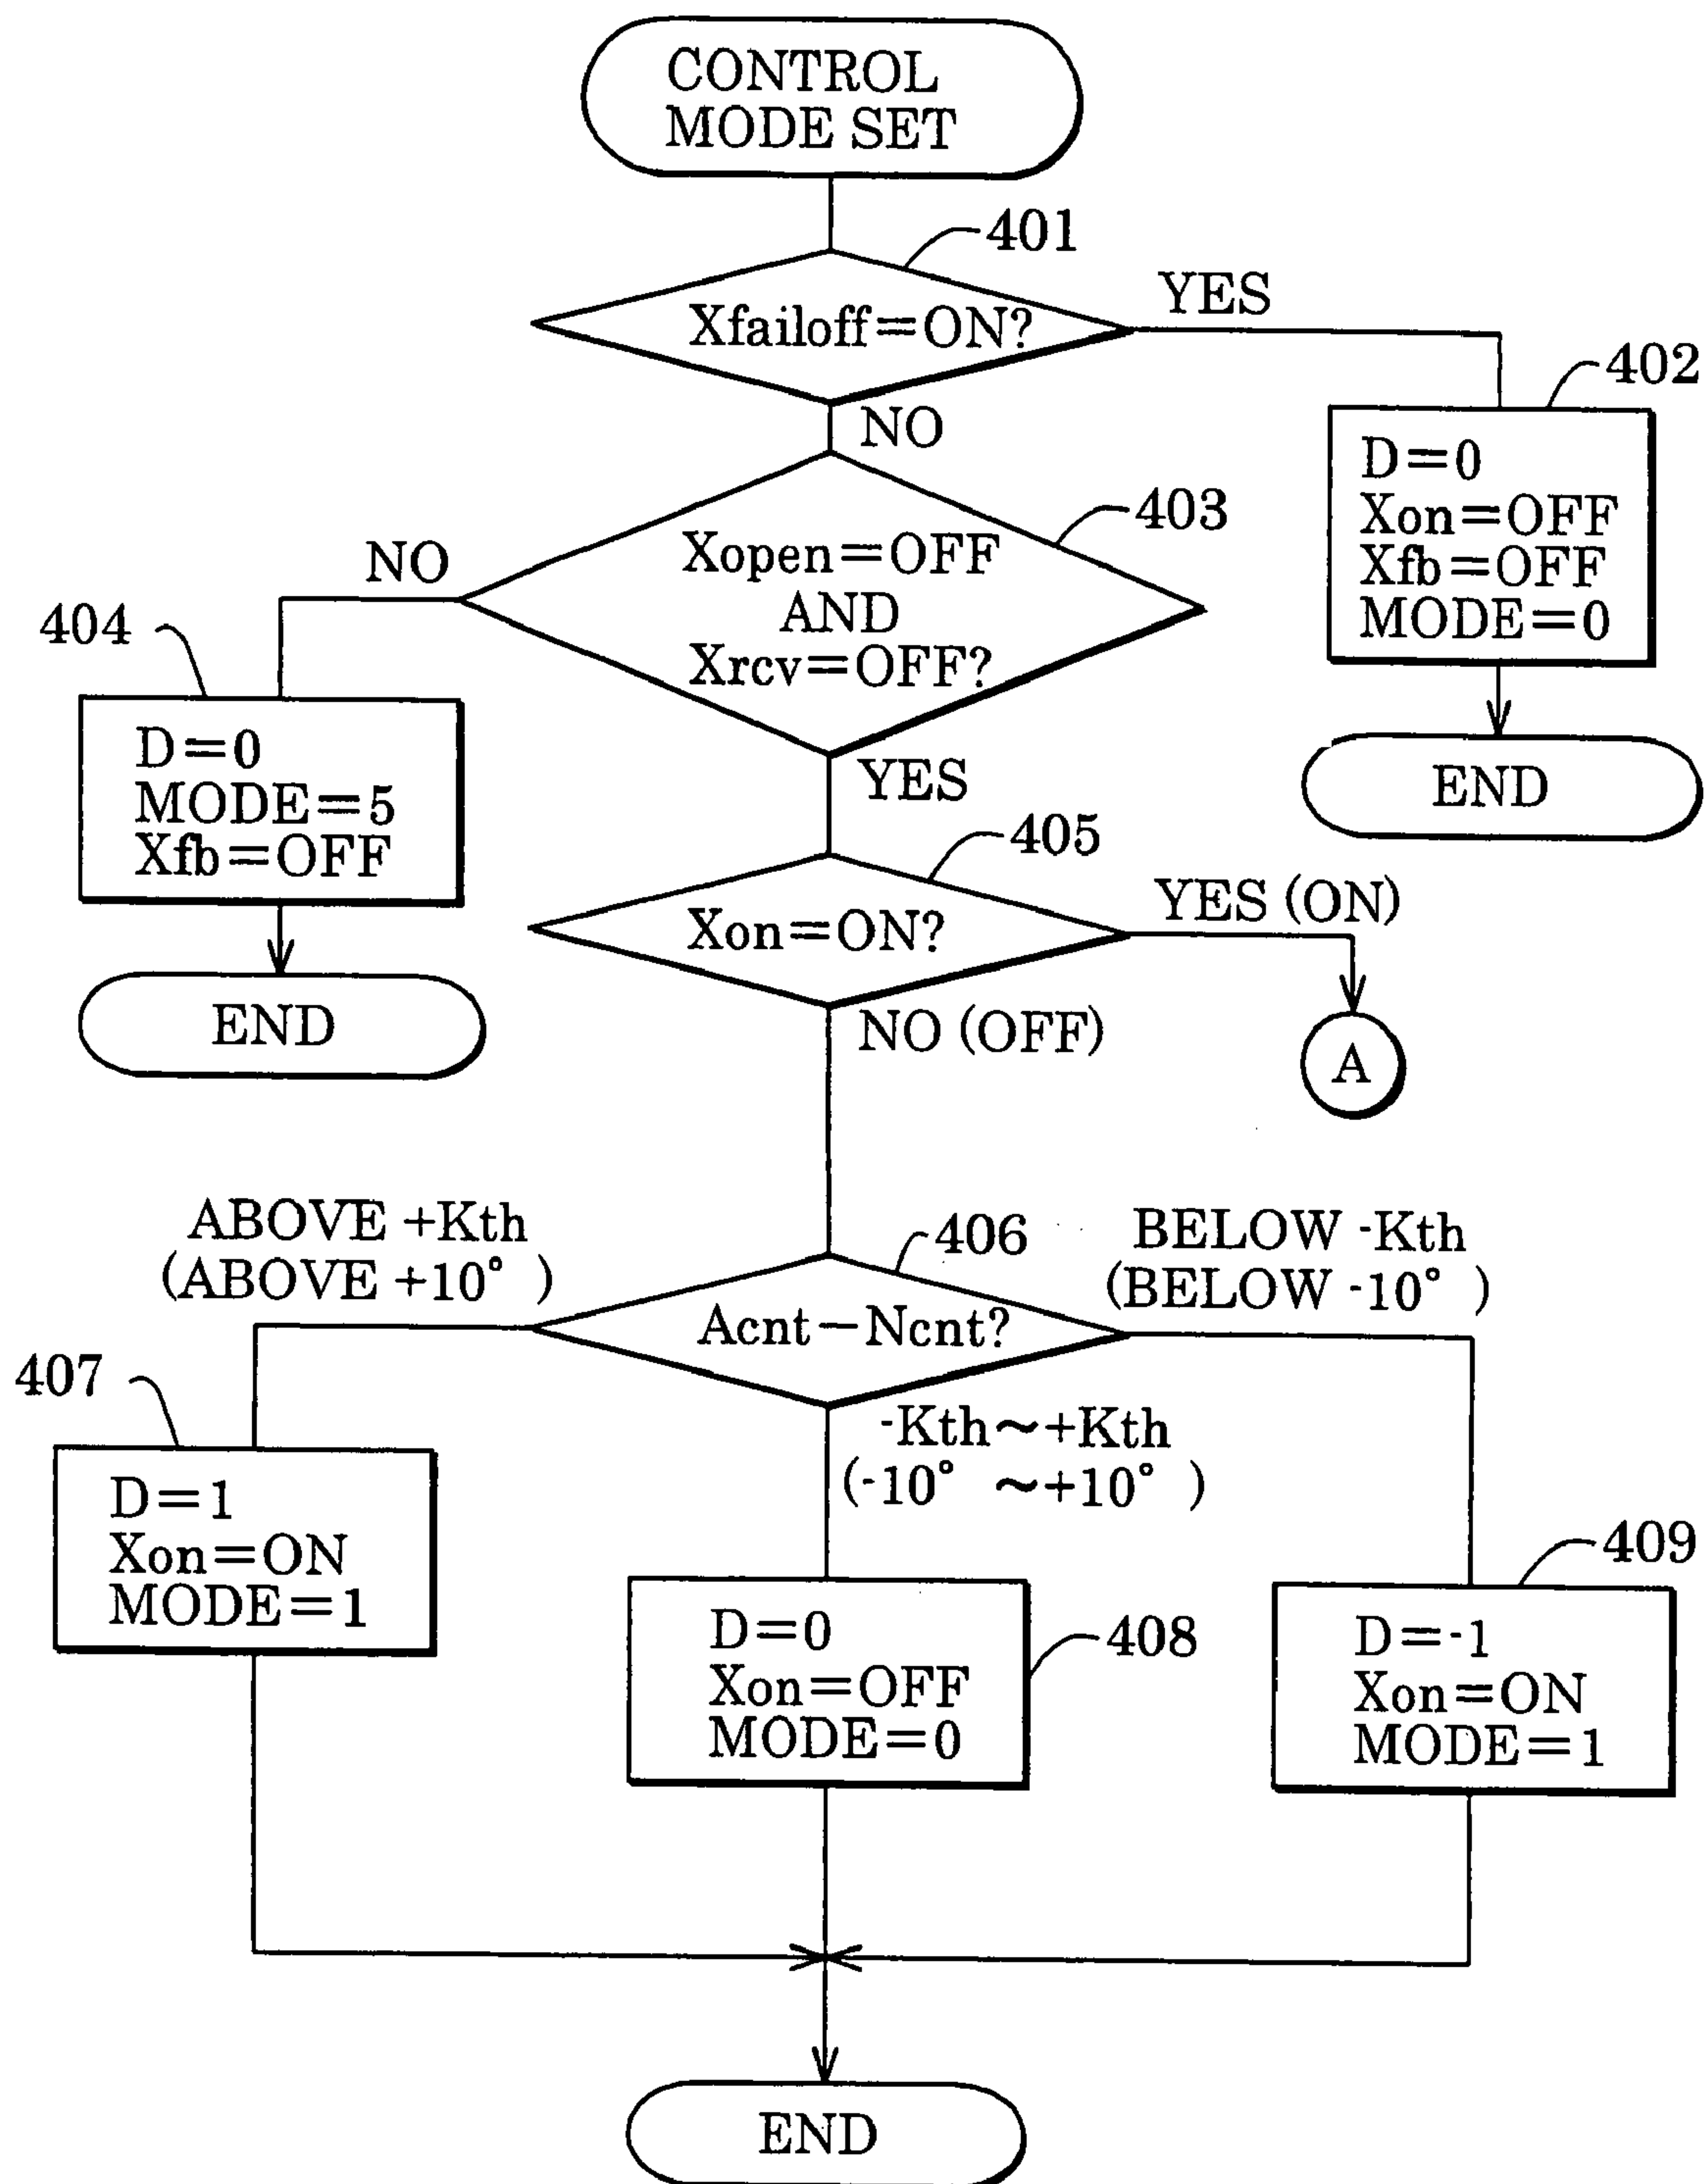 CONTROL
MODE SET
401
Xfailoff=ON?
YES
NO
402
D=0
Xon=OFF
Xfb=OFF
MODE=0
END
403
Xopen=OFF
AND
Xrcv=OFF?
NO
YES
404
D=0
MODE=5
Xfb=OFF
END
405
Xon=ON?
YES (ON)
A
NO (OFF)
406
Acnt−Ncnt?
ABOVE +Kth
(ABOVE +10° )
BELOW -Kth
(BELOW -10° )
-Kth~+Kth
(-10° ~+10° )
407
D=1
Xon=ON
MODE=1
408
D=0
Xon=OFF
MODE=0
409
D=-1
Xon=ON
MODE=1
END